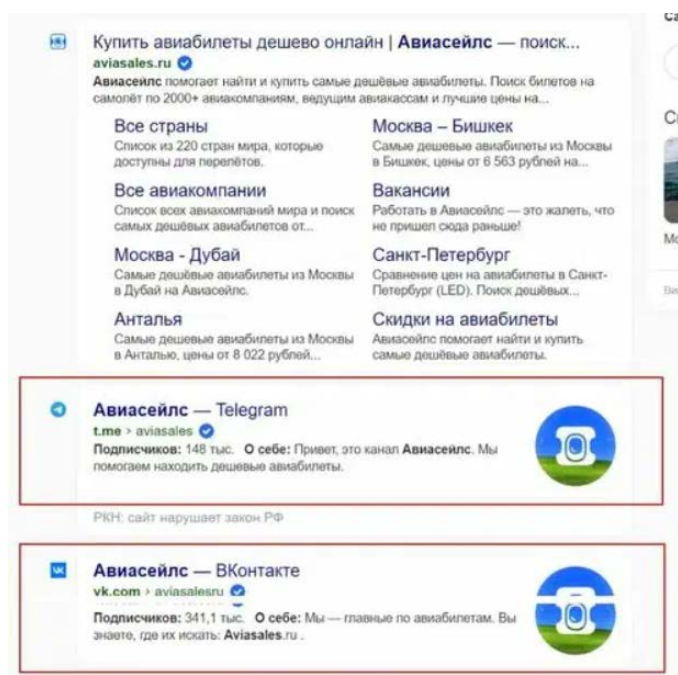 Купить авиабилеты дешево онлайн | Авиасейлс — поиск...
aviasales.ru
Авиасейлс помогает найти и купить самые дешёвые авиабилеты. Поиск билетов на
самолёт по 2000+ авиакомпаниям, ведущим авиакассам и лучшие цены на...
Все страны
Список из 220 стран мира, которые
доступны для перелётов.
Москва – Бишкек
Самые дешевые авиабилеты из Москвы
в Бишкек, цены от 6 563 рублей на...
Все авиакомпании
Список всех авиакомпаний мира и поиск
самых дешёвых авиабилетов от...
Вакансии
Работать в Авиасейлс — это жалеть, что
не пришел сюда раньше!
Москва - Дубай
Самые дешёвые авиабилеты из Москвы
в Дубай на Авиасейлс.
Санкт-Петербург
Сравнение цен на авиабилеты в Санкт-
Петербург (LED). Поиск дешёвых...
Анталья
Самые дешевые авиабилеты из Москвы
в Анталью, цены от 8 022 рублей...
Скидки на авиабилеты
Авиасейлс помогает найти и купить
самые дешёвые авиабилеты.
Авиасейлс — Telegram
t.me › aviasales
Подписчиков: 148 тыс. О себе: Привет, это канал Авиасейлс. Мы
помогаем находить дешевые авиабилеты.
РКН: сайт нарушает закон РФ
Авиасейлс — ВКонтакте
vk.com › aviasalesru
Подписчиков: 341,1 тыс. О себе: Мы — главные по авиабилетам. Вы
знаете, где их искать: Aviasales.ru .